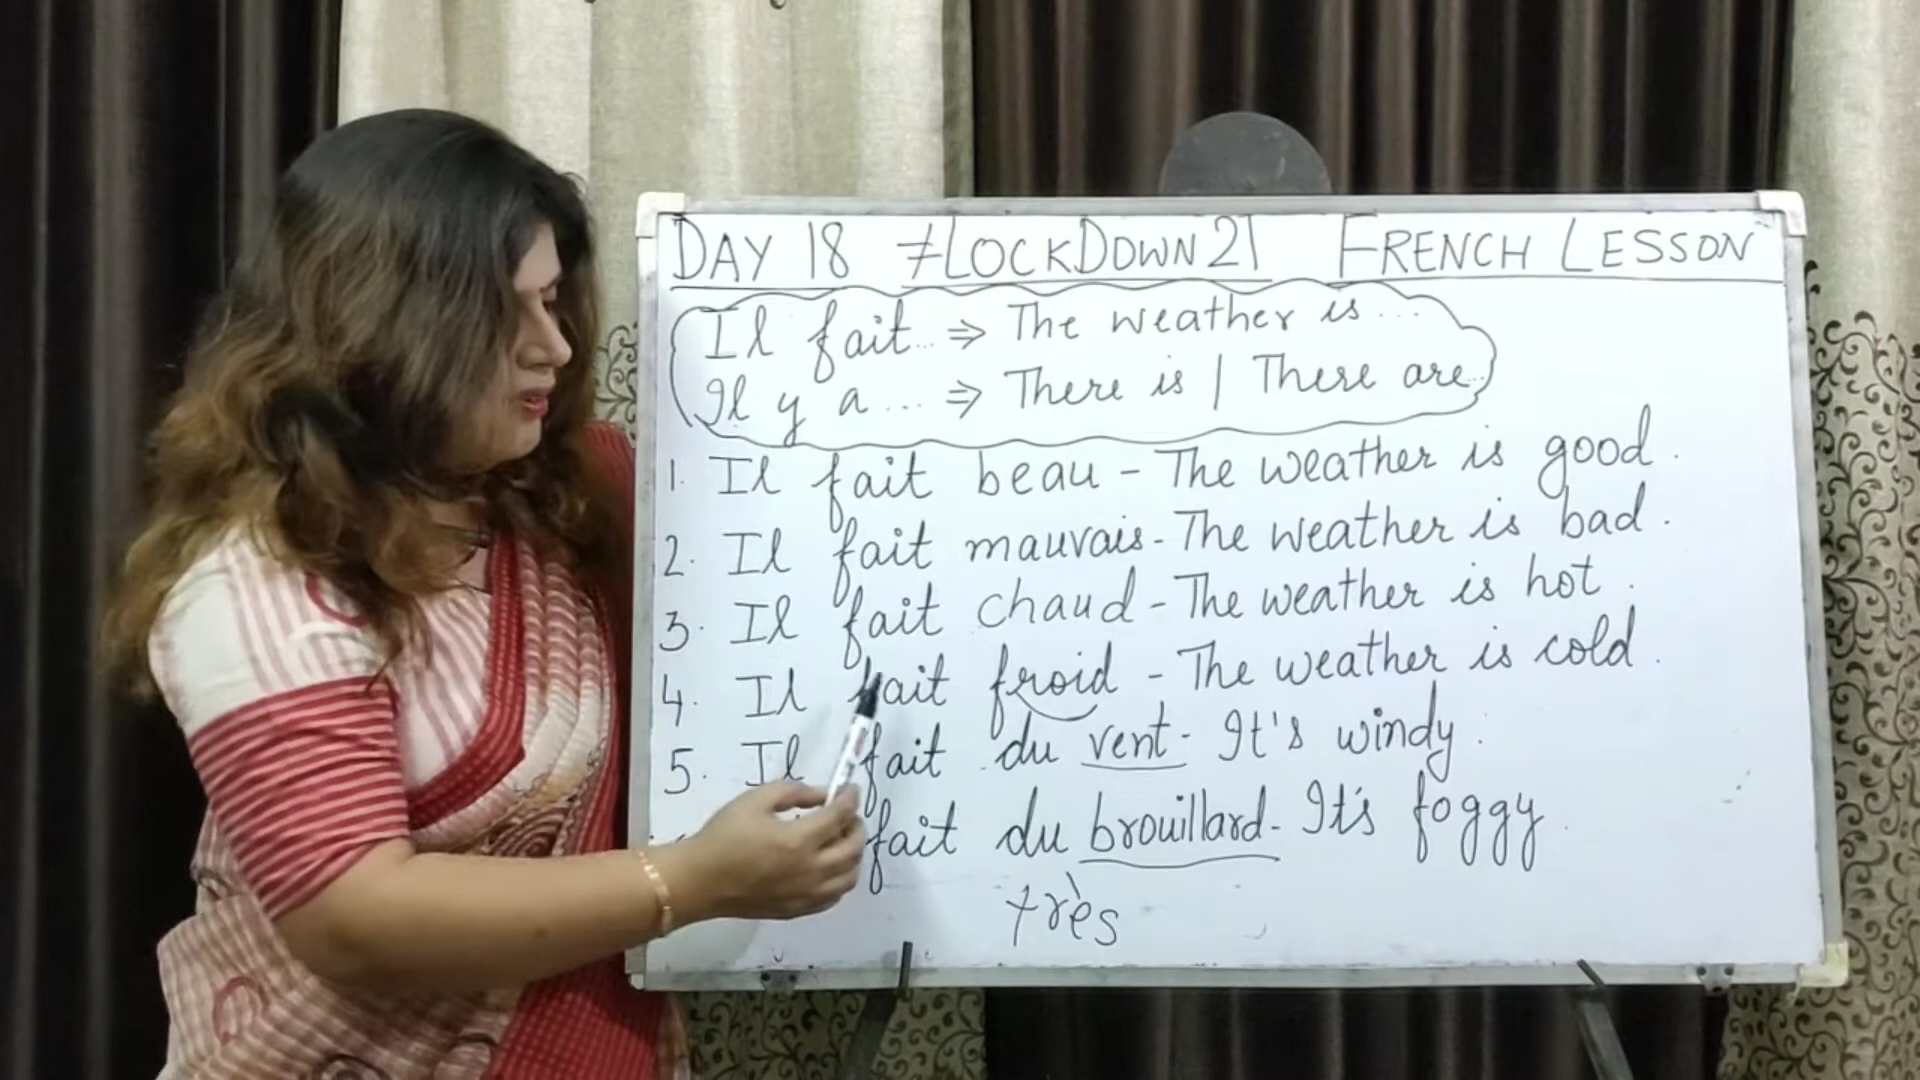 DAY 18 #LOCKDOWN21 FRENCH LESSON
Il fait... ⇒ The weather is...
Il y a... ⇒ There is | There are...
1. Il fait beau - The weather is good.
2. Il fait mauvais - The weather is bad.
3. Il fait chaud - The weather is hot.
4. Il fait froid - The weather is cold.
5. Il fait du vent - It's windy.
fait du brouillard - It's foggy
très